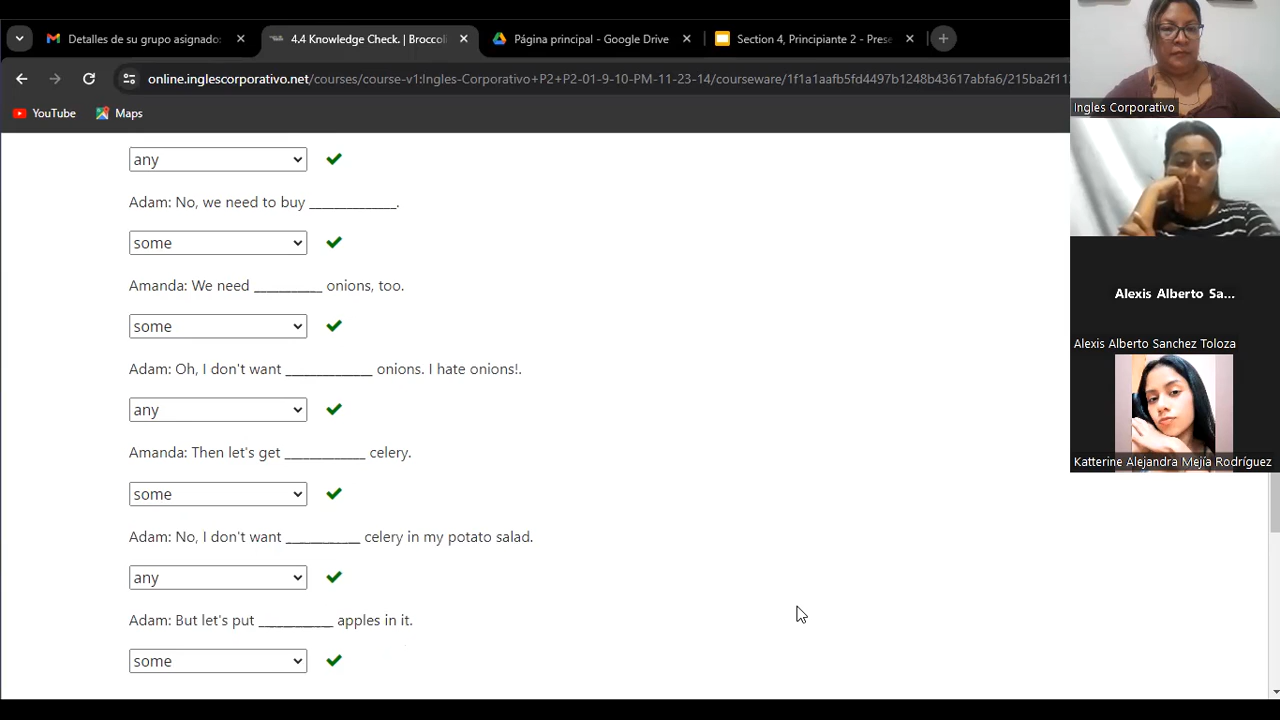 Detalles de su grupo asignado:
4.4 Knowledge Check. | Broccoli
Página principal - Google Drive
Section 4, Principiante 2 - Prese
online.inglescorporativo.net/courses/course-v1:Ingles-Corporativo+P2+P2-01-9-10-PM-11-23-14/courseware/1f1a1aafb5fd4497b1248b43617abfa6/215ba2f112
YouTube
Maps
any
Adam: No, we need to buy ______________.
some
Amanda: We need ___________ onions, too.
some
Adam: Oh, I don't want ______________ onions. I hate onions!.
any
Amanda: Then let's get _____________ celery.
some
Adam: No, I don't want ____________ celery in my potato salad.
any
Adam: But let's put ____________ apples in it.
some
Ingles Corporativo
Alexis Alberto Sa...
Alexis Alberto Sanchez Toloza
Katterine Alejandra Mejía Rodríguez